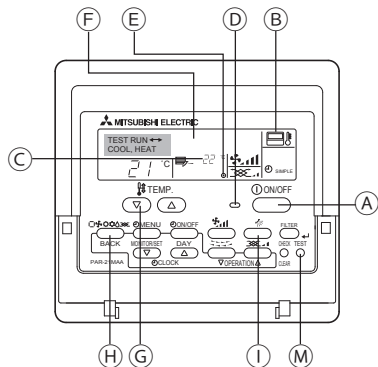 F E D B
MITSUBISHI ELECTRIC
TEST RUN
COOL, HEAT
C
21 °C 22 °C
SIMPLE
TEMP. ON/OFF
A
MENU ON/OFF FILTER
BACK MONITOR/SET DAY CHECK TEST
PAR-21MAA CLOCK OPERATION CLEAR
H G I M